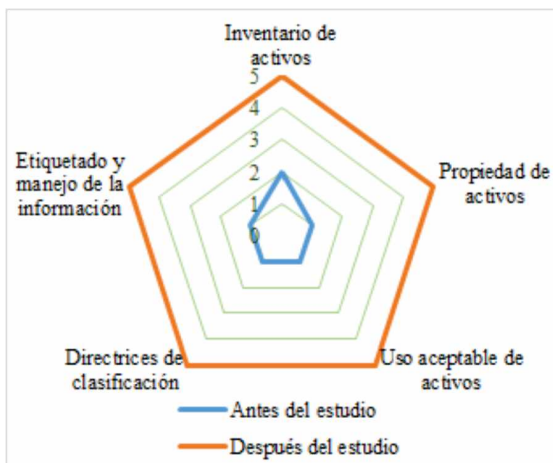 Inventario de
activos
5
4
3
2
1
0
Etiquetado y
manejo de la
información
Propiedad de
activos
Directrices de
clasificación
Uso aceptable de
activos
Antes del estudio
Después del estudio